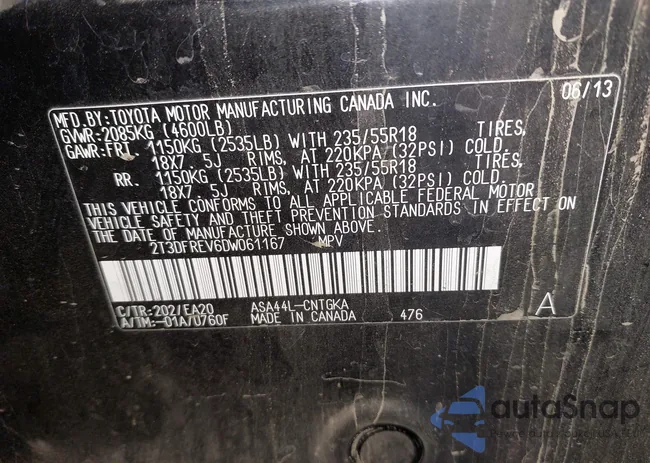 MFD.BY:TOYOTA MOTOR MANUFACTURING CANADA INC. 06/13
GVWR:2085KG (4600LB)
GAWR:FRT. 1150KG (2535LB) WITH 235/55R18 TIRES,
18X7. 5J RIMS, AT 220KPA (32PSI) COLD.
RR. 1150KG (2535LB) WITH 235/55R18 TIRES,
18X7. 5J RIMS, AT 220KPA (32PSI) COLD.
THIS VEHICLE CONFORMS TO ALL APPLICABLE FEDERAL MOTOR
VEHICLE SAFETY AND THEFT PREVENTION STANDARDS IN EFFECT ON
THE DATE OF MANUFACTURE SHOWN ABOVE.
2T3DFREV6DW061167 MPV
C/TR:202/EA20 ASA44L-CNTGKA A
A/TM:-01A/0760F MADE IN CANADA 476
autoSnap